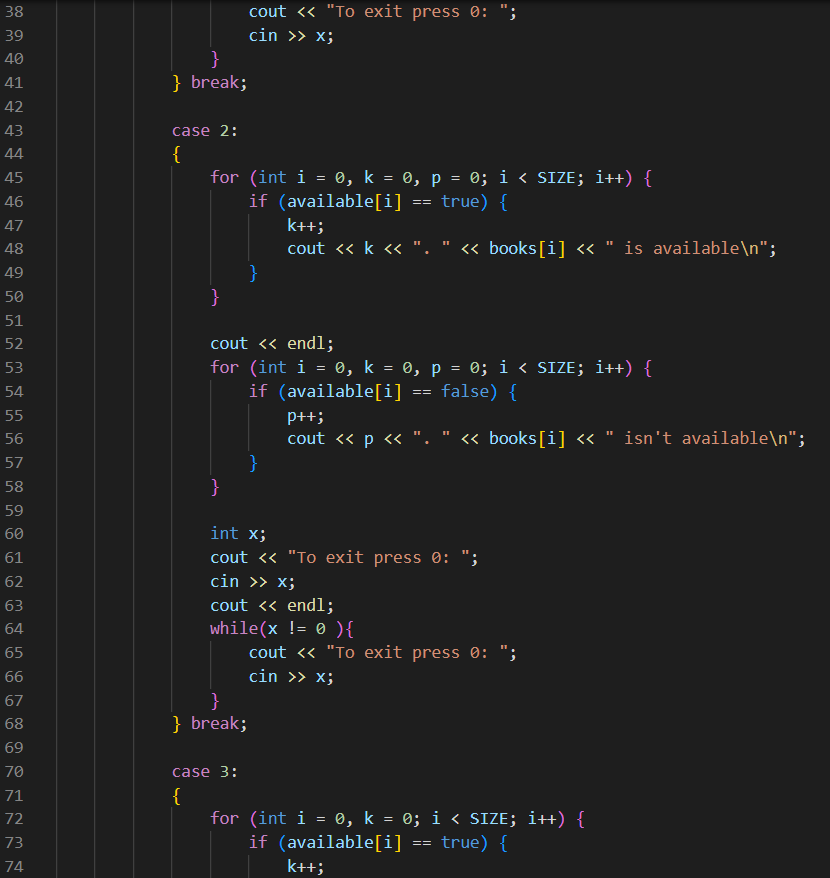 38 cout << "To exit press 0: ";
39 cin >> x;
40 }
41 } break;
42
43 case 2:
44 {
45 for (int i = 0, k = 0, p = 0; i < SIZE; i++) {
46 if (available[i] == true) {
47 k++;
48 cout << k << ". " << books[i] << " is available\n";
49 }
50 }
51
52 cout << endl;
53 for (int i = 0, k = 0, p = 0; i < SIZE; i++) {
54 if (available[i] == false) {
55 p++;
56 cout << p << ". " << books[i] << " isn't available\n";
57 }
58 }
59
60 int x;
61 cout << "To exit press 0: ";
62 cin >> x;
63 cout << endl;
64 while(x != 0 ){
65 cout << "To exit press 0: ";
66 cin >> x;
67 }
68 } break;
69
70 case 3:
71 {
72 for (int i = 0, k = 0; i < SIZE; i++) {
73 if (available[i] == true) {
74 k++;